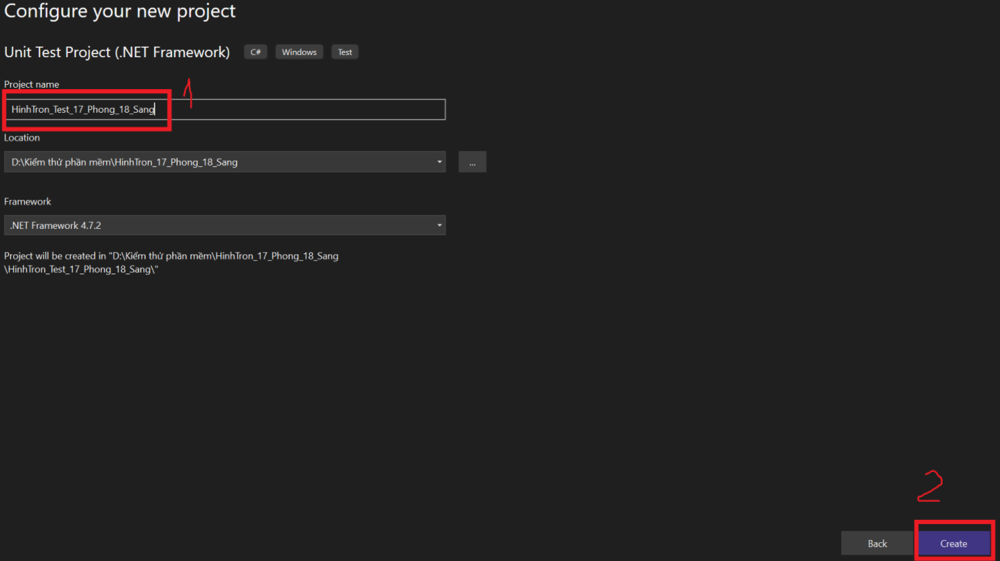 Configure your new project
Unit Test Project (.NET Framework) C# Windows Test
Project name
1
HinhTron_Test_17_Phong_18_Sang
Location
D:\Kiểm thử phần mềm\HinhTron_17_Phong_18_Sang
...
Framework
.NET Framework 4.7.2
Project will be created in "D:\Kiểm thử phần mềm\HinhTron_17_Phong_18_Sang
\HinhTron_Test_17_Phong_18_Sang\"
2
Back Create